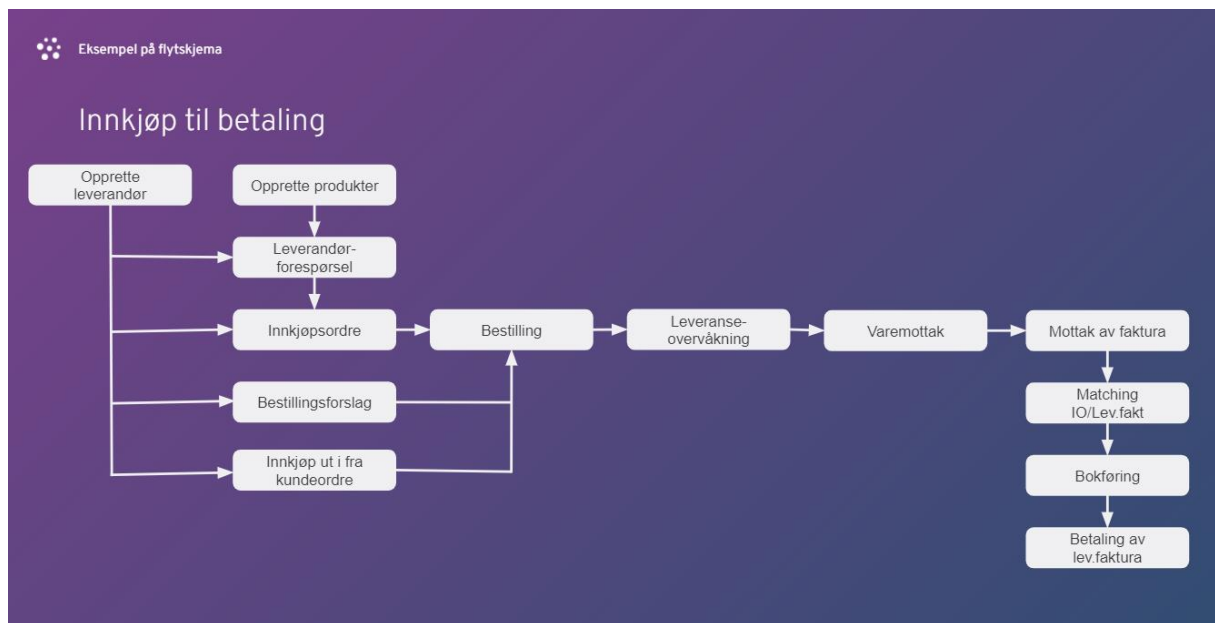 Eksempel på flytskjema
Innkjøp til betaling
Opprette
leverandør
Opprette produkter
Leverandør-
forespørsel
Innkjøpsordre
Bestilling
Leveranse-
overvåkning
Varemottak
Mottak av faktura
Bestillingsforslag
Matching
IO/Lev.fakt
Innkjøp ut i fra
kundeordre
Bokføring
Betaling av
lev.faktura